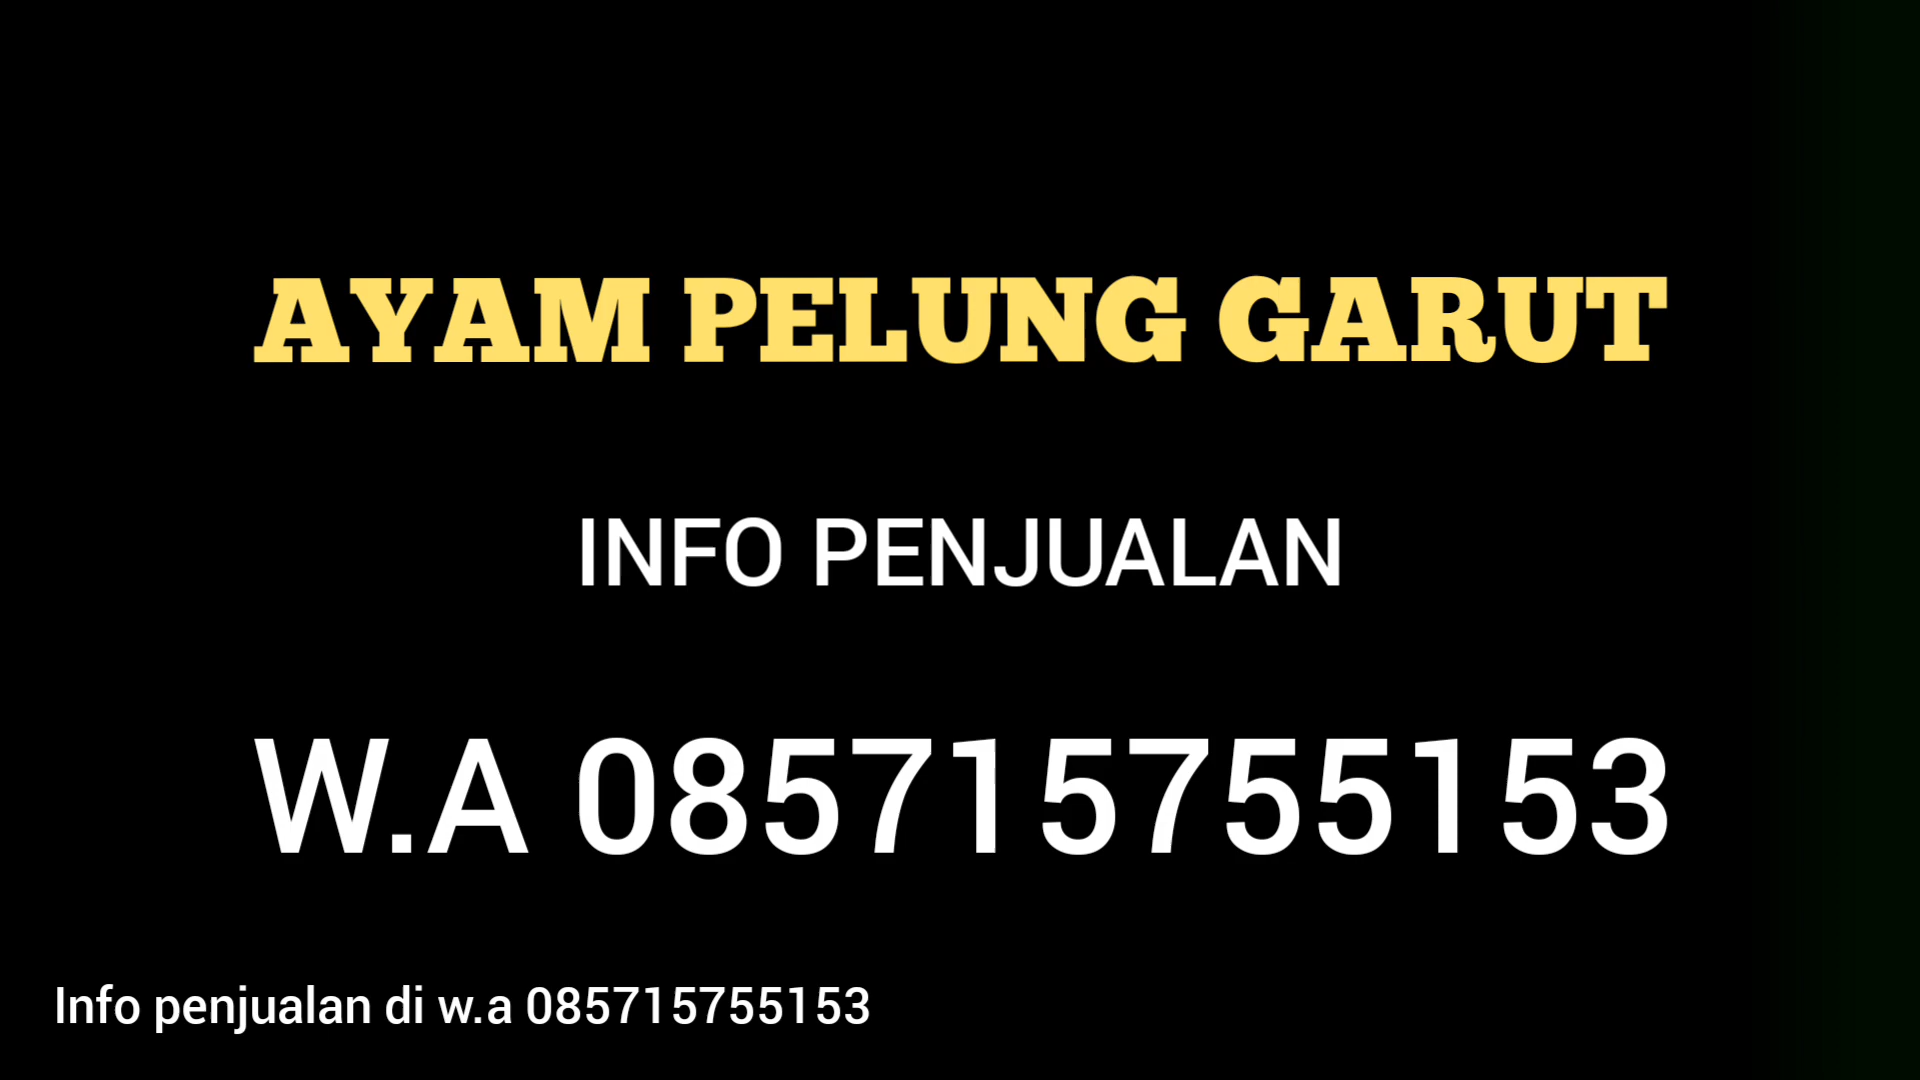 AYAM PELUNG GARUT
INFO PENJUALAN
W.A 085715755153
Info penjualan di w.a 085715755153